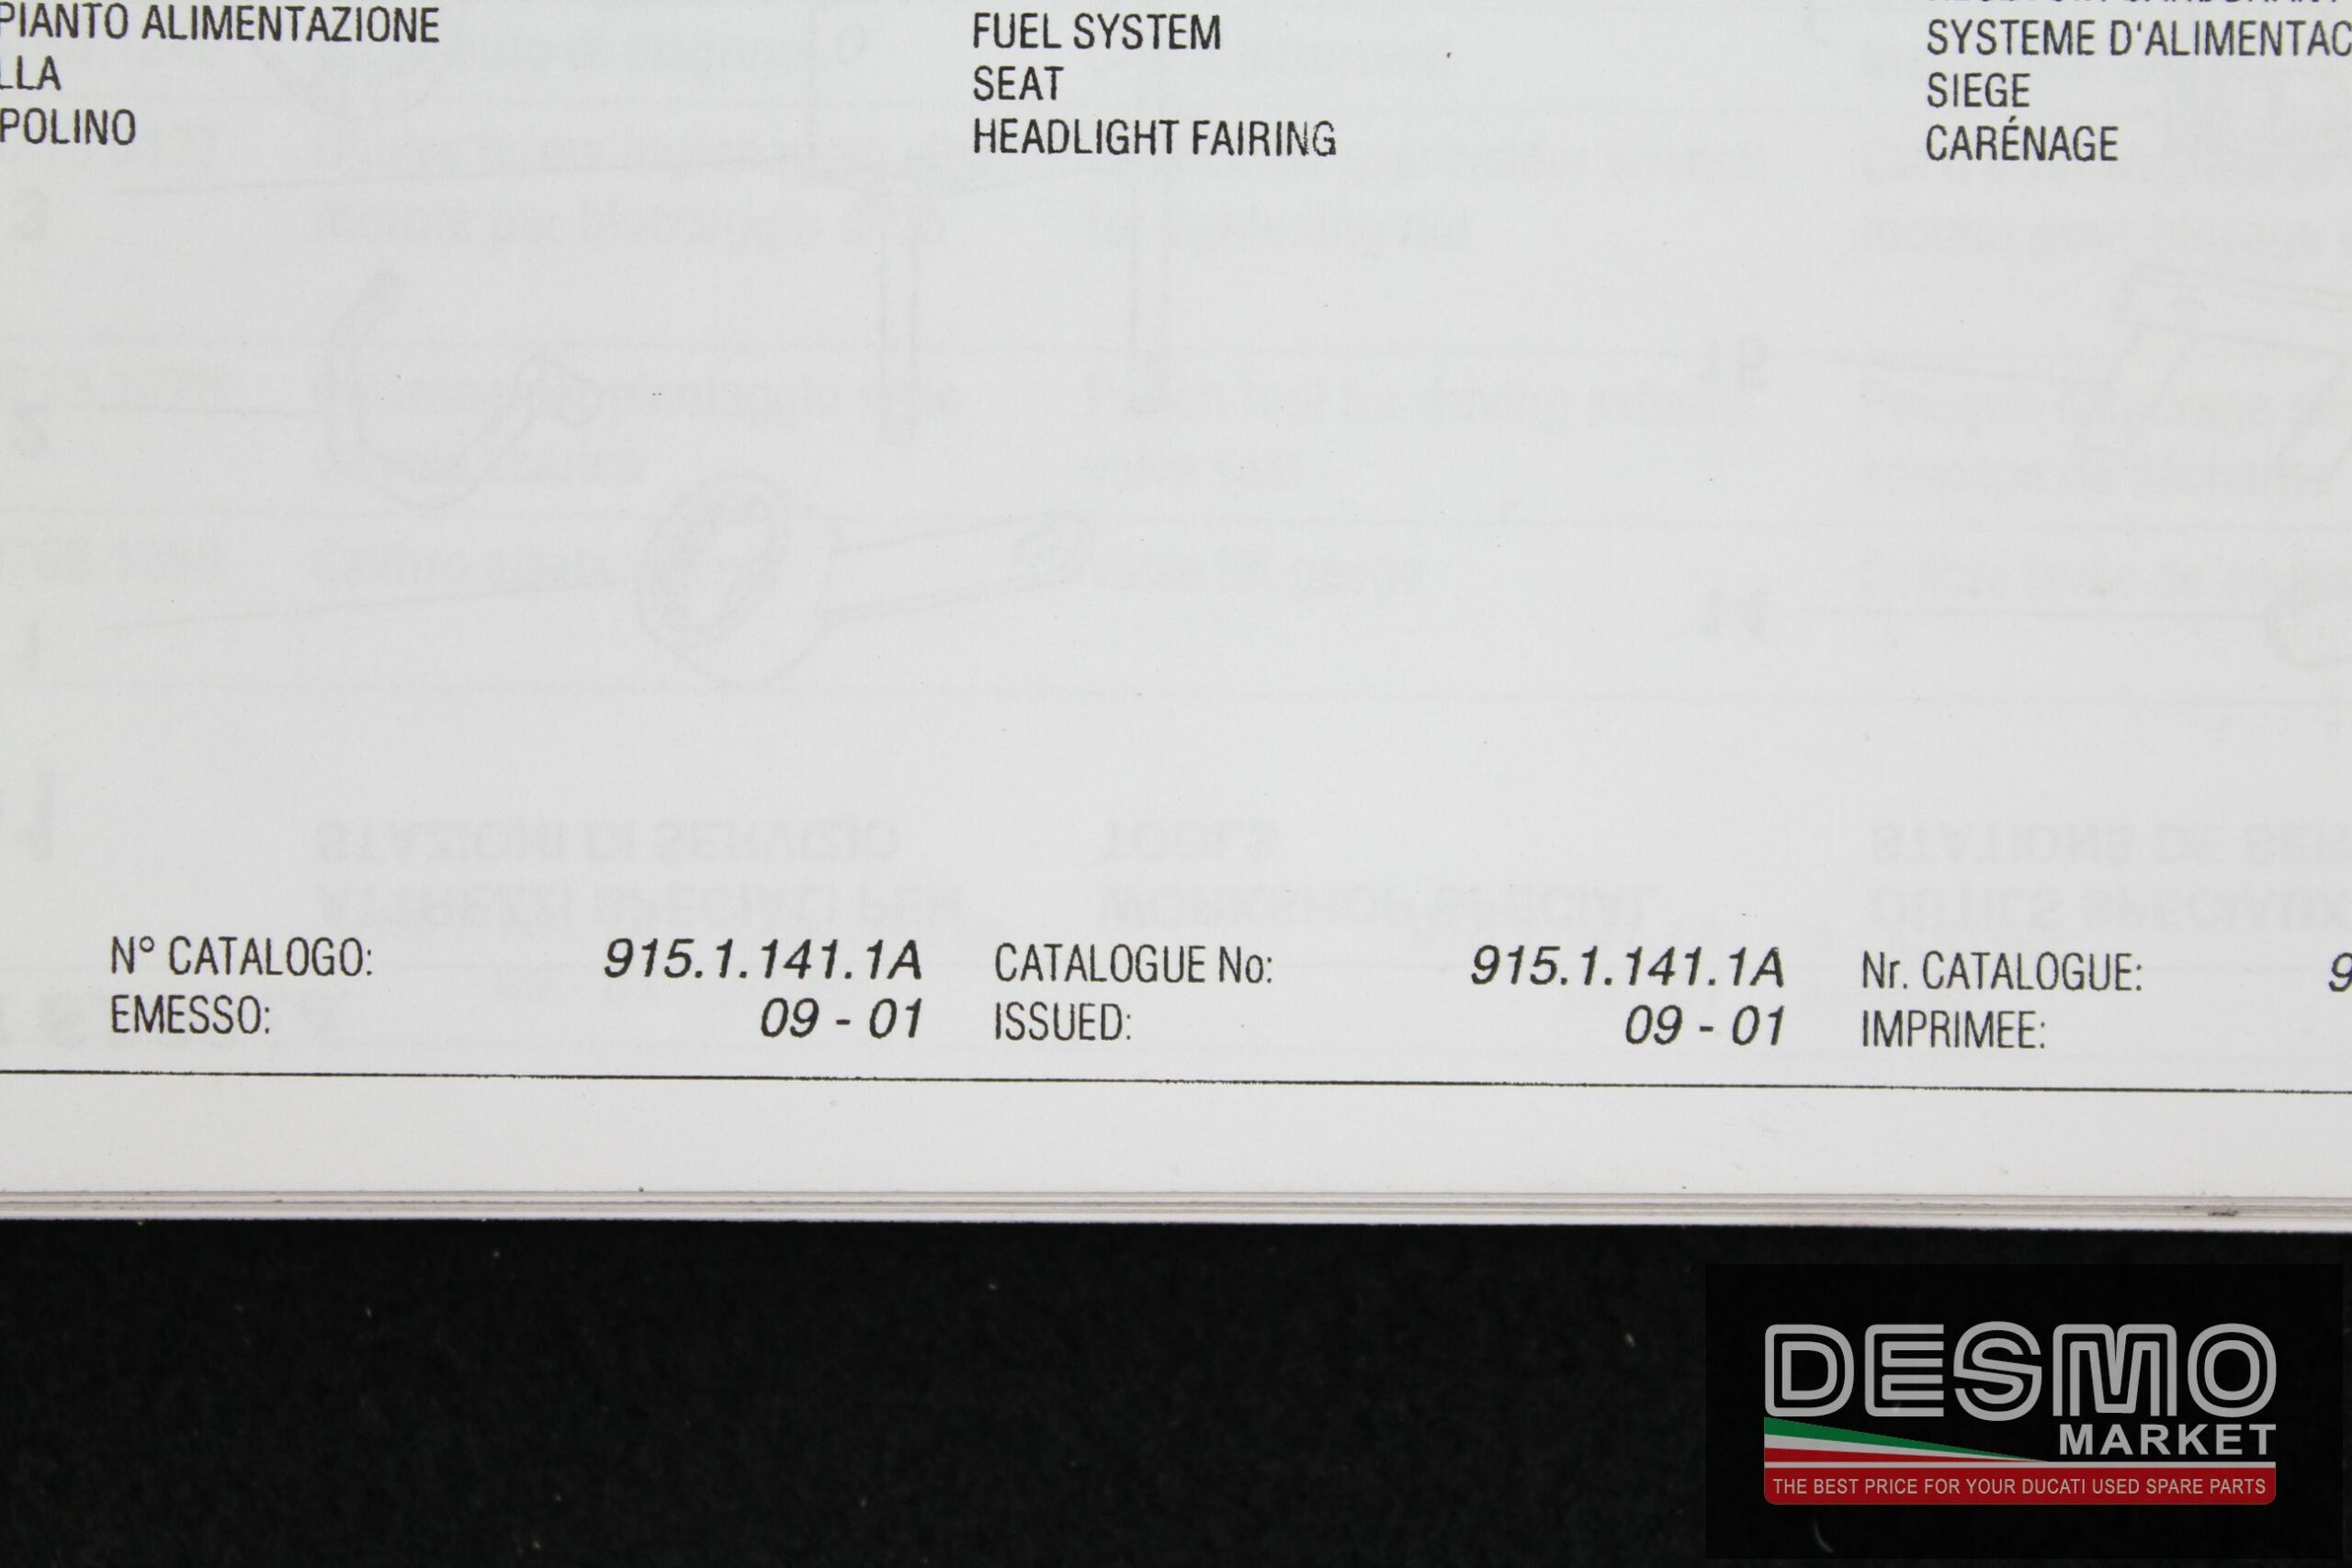 PIANTO ALIMENTAZIONE
LLA
POLINO
FUEL SYSTEM
SEAT
HEADLIGHT FAIRING
SYSTEME D'ALIMENTAC
SIEGE
CARÉNAGE
N° CATALOGO: 915.1.141.1A
EMESSO: 09 - 01
CATALOGUE No: 915.1.141.1A
ISSUED: 09 - 01
Nr. CATALOGUE: 9
IMPRIMEE:
DESMO
MARKET
THE BEST PRICE FOR YOUR DUCATI USED SPARE PARTS